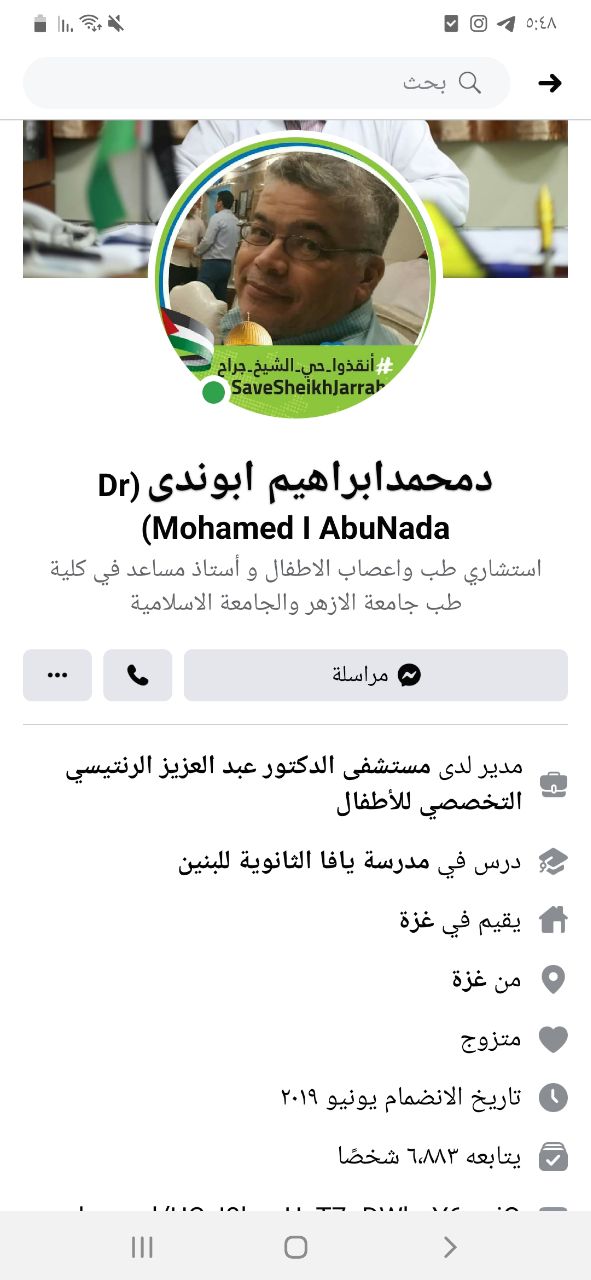 ٥:٤٨
بحث
#أنقذوا_حي_الشيخ_جراح
SaveSheikhJarrah
دمحمدابراهيم ابوندى (Dr
Mohamed I AbuNada)
استشاري طب واعصاب الاطفال و أستاذ مساعد في كلية
طب جامعة الازهر والجامعة الاسلامية
مراسلة
مدير لدى مستشفى الدكتور عبد العزيز الرنتيسي
التخصصي للأطفال
درس في مدرسة يافا الثانوية للبنين
يقيم في غزة
من غزة
متزوج
تاريخ الانضمام يونيو ٢٠١٩
يتابعه ٦،٨٨٣ شخصًا